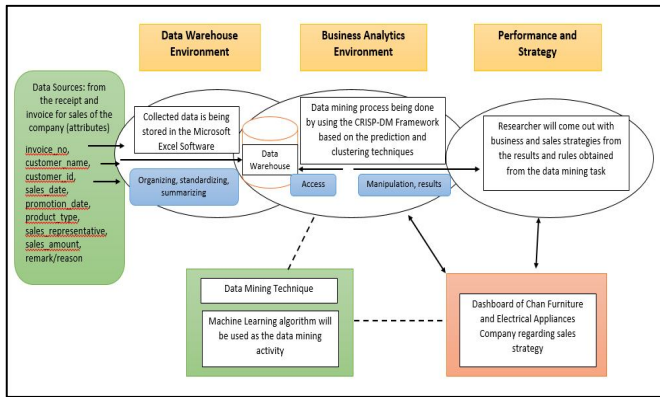 Data Warehouse
Environment
Business Analytics
Environment
Performance and
Strategy
Data Sources: from
the receipt and
invoice for sales of the
company (attributes)
invoice_no,
customer_name,
customer_id,
sales_date,
promotion_date,
product_type,
sales_representative,
sales_amount,
remark/reason
Collected data is being
stored in the Microsoft
Excel Software
Organizing, standardizing,
summarizing
Data
Warehouse
Data mining process being done
by using the CRISP-DM Framework
based on the prediction and
clustering techniques
Access
Manipulation, results
Researcher will come out with
business and sales strategies from
the results and rules obtained
from the data mining task
Data Mining Technique
Machine Learning algorithm will
be used as the data mining
activity
Dashboard of Chan Furniture
and Electrical Appliances
Company regarding sales
strategy